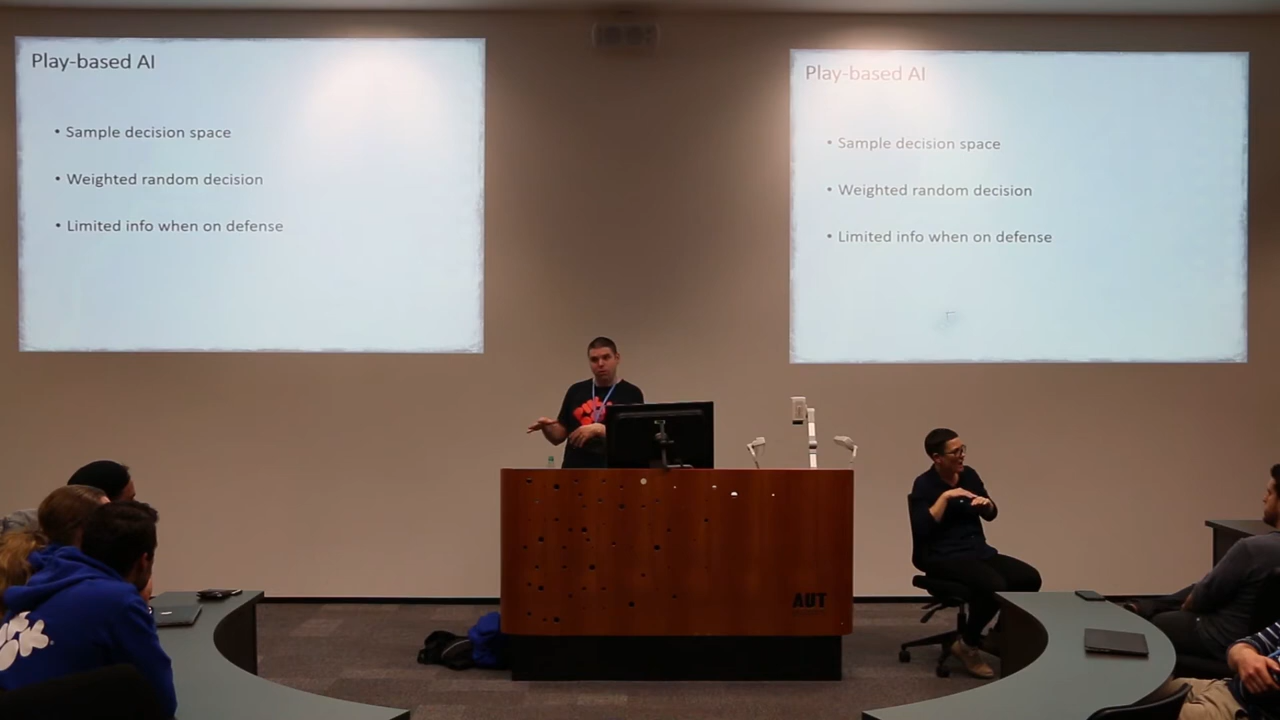 Play-based AI
• Sample decision space
• Weighted random decision
• Limited info when on defense
Play-based AI
• Sample decision space
• Weighted random decision
• Limited info when on defense
AUT